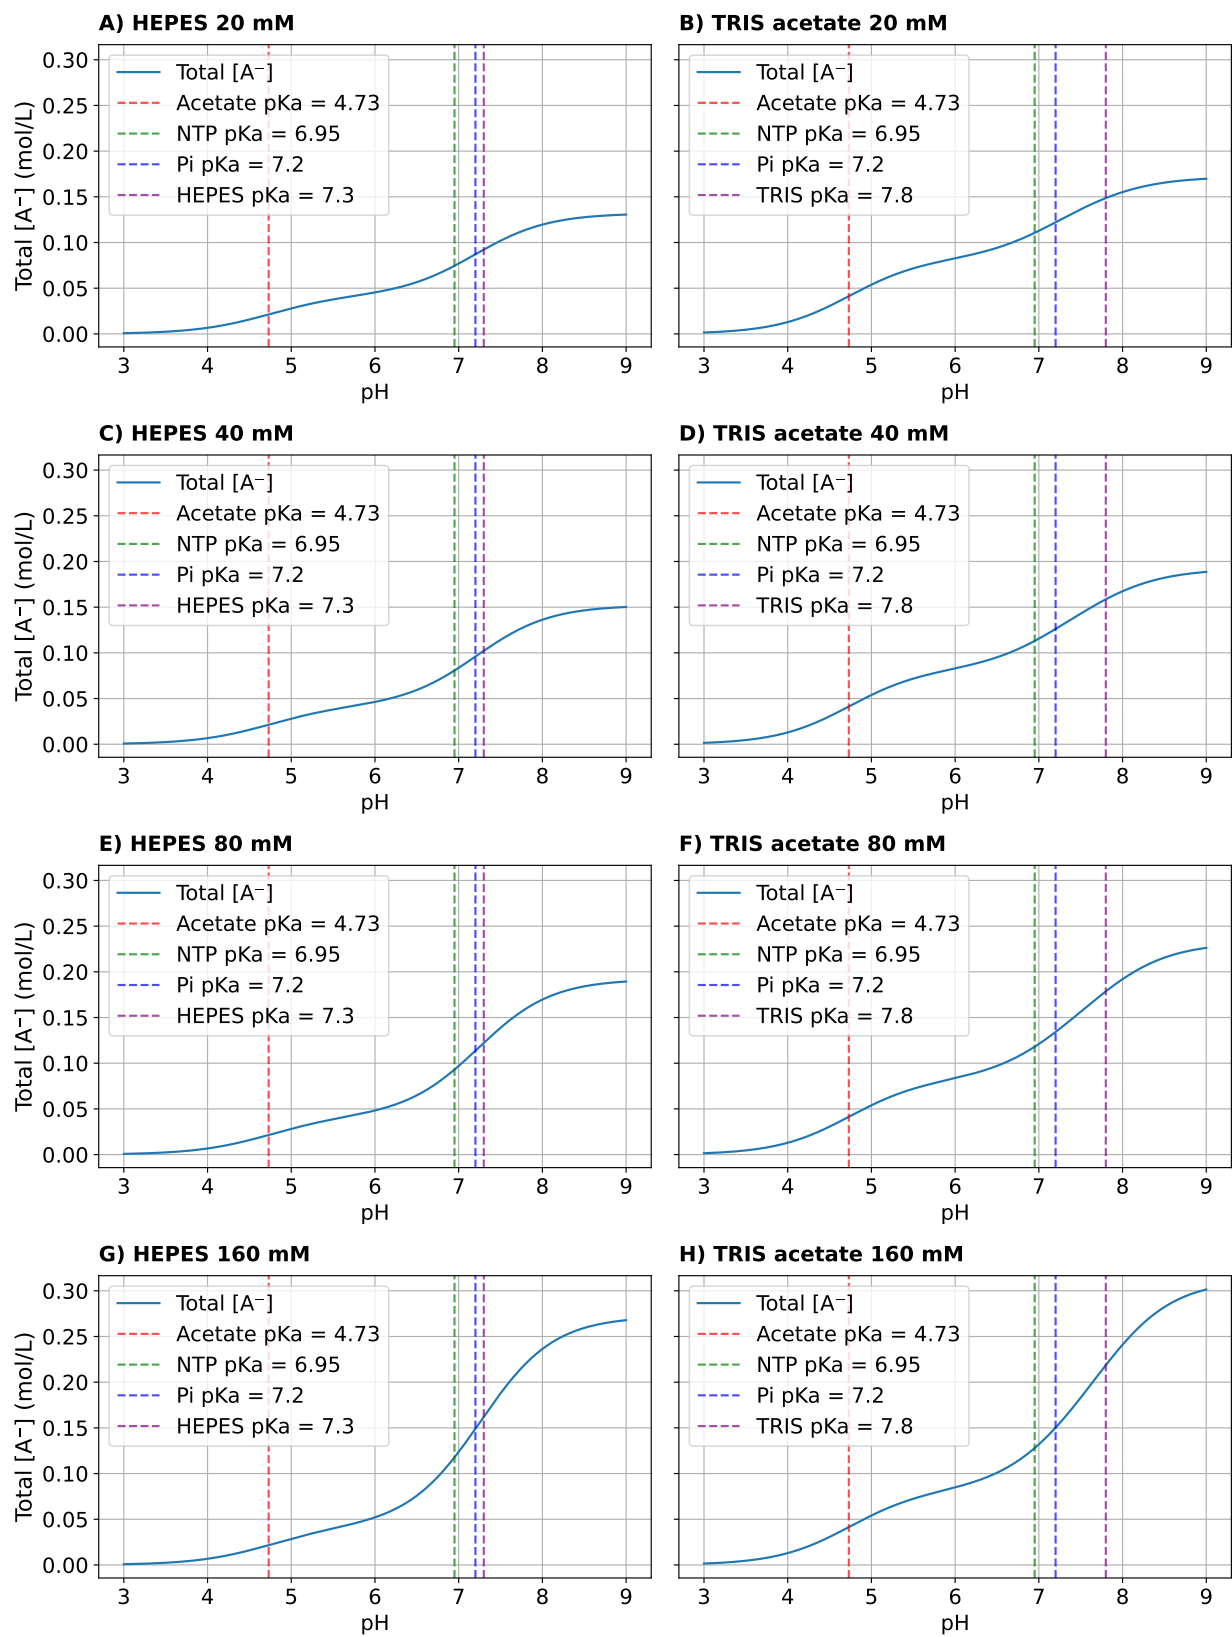 A) HEPES 20 mM
Total [A⁻] (mol/L)
0.30
0.25
0.20
0.15
0.10
0.05
0.00
Total [A⁻]
Acetate pKa = 4.73
NTP pKa = 6.95
Pi pKa = 7.2
HEPES pKa = 7.3
3 4 5 6 7 8 9
pH
B) TRIS acetate 20 mM
Total [A⁻]
Acetate pKa = 4.73
NTP pKa = 6.95
Pi pKa = 7.2
TRIS pKa = 7.8
3 4 5 6 7 8 9
pH
C) HEPES 40 mM
Total [A⁻] (mol/L)
0.30
0.25
0.20
0.15
0.10
0.05
0.00
Total [A⁻]
Acetate pKa = 4.73
NTP pKa = 6.95
Pi pKa = 7.2
HEPES pKa = 7.3
3 4 5 6 7 8 9
pH
D) TRIS acetate 40 mM
Total [A⁻]
Acetate pKa = 4.73
NTP pKa = 6.95
Pi pKa = 7.2
TRIS pKa = 7.8
3 4 5 6 7 8 9
pH
E) HEPES 80 mM
Total [A⁻] (mol/L)
0.30
0.25
0.20
0.15
0.10
0.05
0.00
Total [A⁻]
Acetate pKa = 4.73
NTP pKa = 6.95
Pi pKa = 7.2
HEPES pKa = 7.3
3 4 5 6 7 8 9
pH
F) TRIS acetate 80 mM
Total [A⁻]
Acetate pKa = 4.73
NTP pKa = 6.95
Pi pKa = 7.2
TRIS pKa = 7.8
3 4 5 6 7 8 9
pH
G) HEPES 160 mM
Total [A⁻] (mol/L)
0.30
0.25
0.20
0.15
0.10
0.05
0.00
Total [A⁻]
Acetate pKa = 4.73
NTP pKa = 6.95
Pi pKa = 7.2
HEPES pKa = 7.3
3 4 5 6 7 8 9
pH
H) TRIS acetate 160 mM
Total [A⁻]
Acetate pKa = 4.73
NTP pKa = 6.95
Pi pKa = 7.2
TRIS pKa = 7.8
3 4 5 6 7 8 9
pH